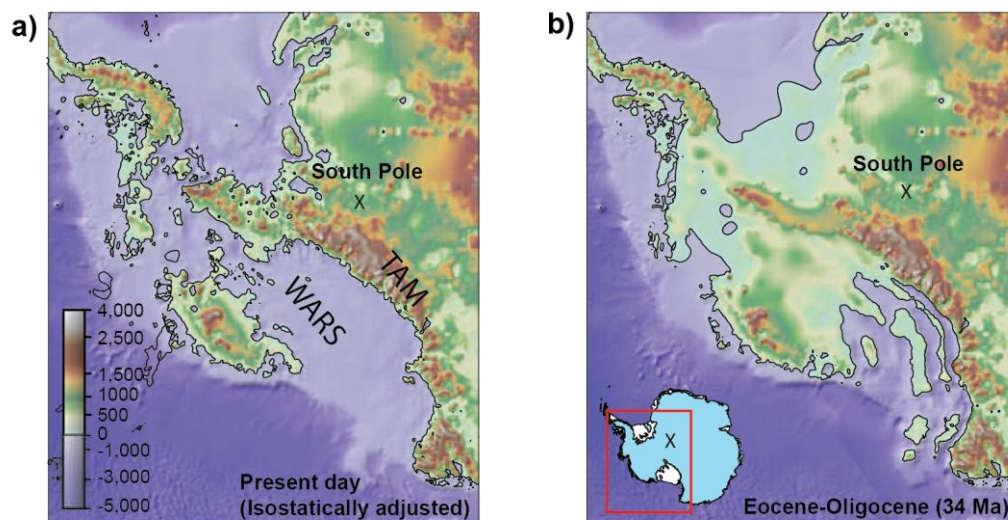 a)
South Pole
X
TAM
WARS
4,000
2,500
1,500
1000
500
0
-1,000
-3,000
-5,000
Present day
(Isostatically adjusted)
b)
South Pole
X
X
Eocene-Oligocene (34 Ma)